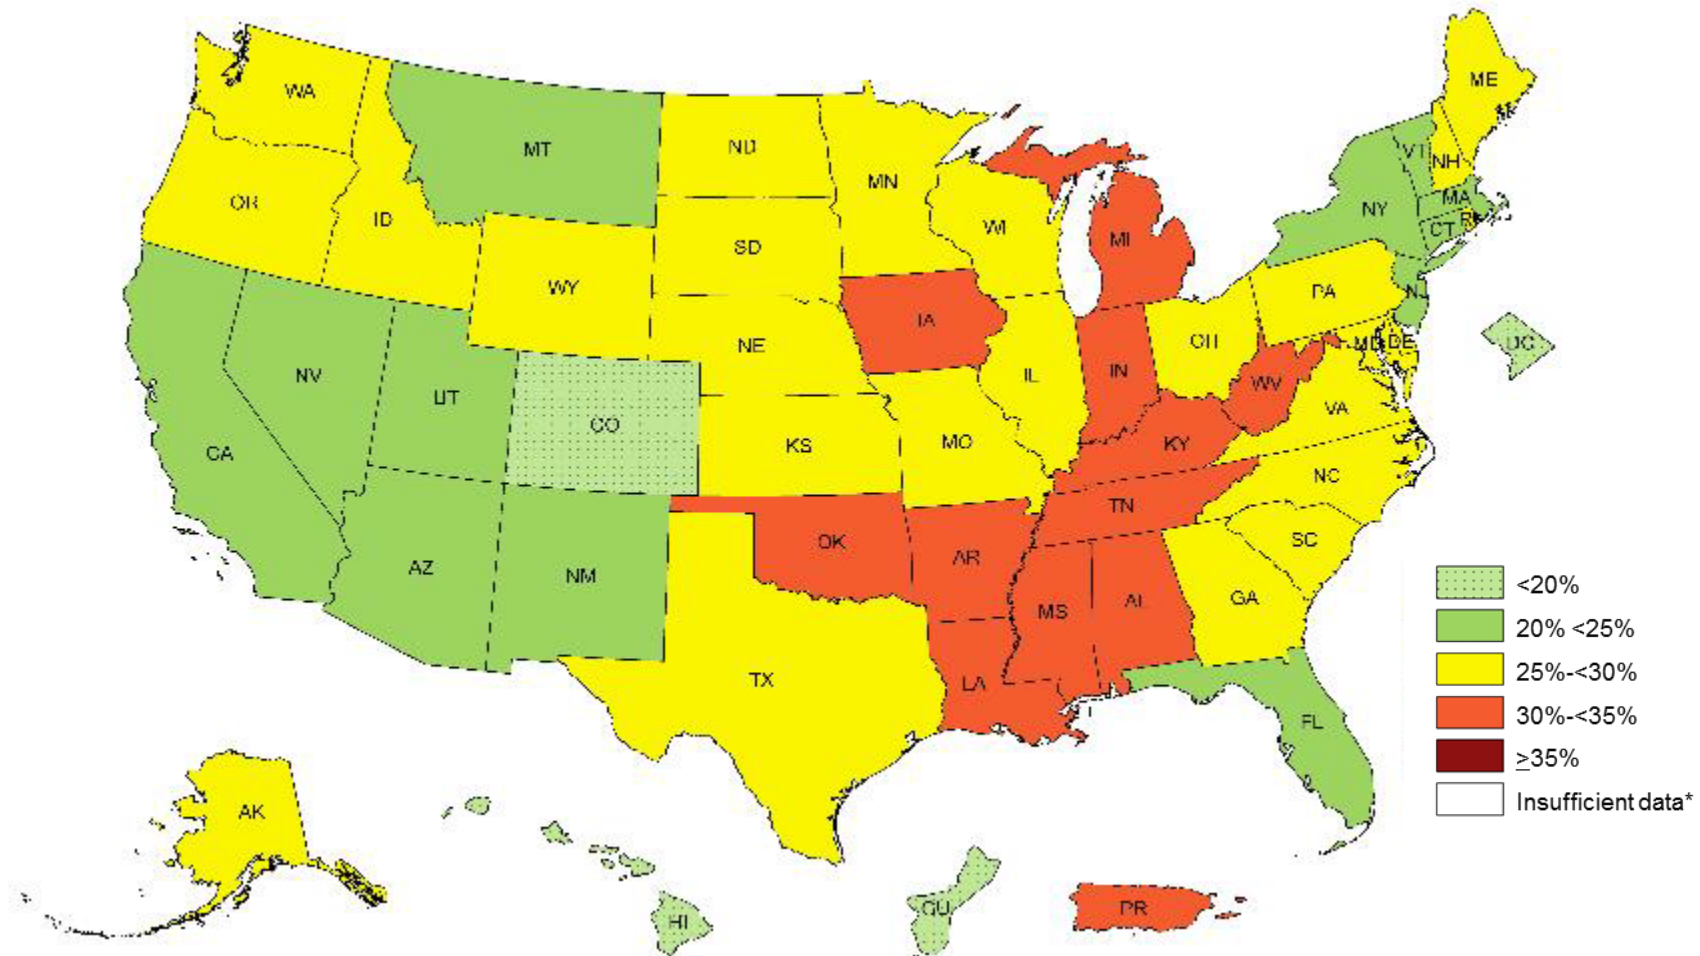 WA
MT
ND
MN
ME
VT
NH
OR
ID
SD
WI
MI
NY
MA
CT
R
WY
IA
NE
PA
NJ
NV
UT
CO
IL
IN
OH
WV
MD
DE
DC
CA
KS
MO
KY
VA
AZ
NM
OK
AR
TN
NC
SC
MS
AL
GA
TX
LA
FL
AK
HI
GU
PR
<20%
20% <25%
25%-<30%
30%-<35%
≥35%
Insufficient data*